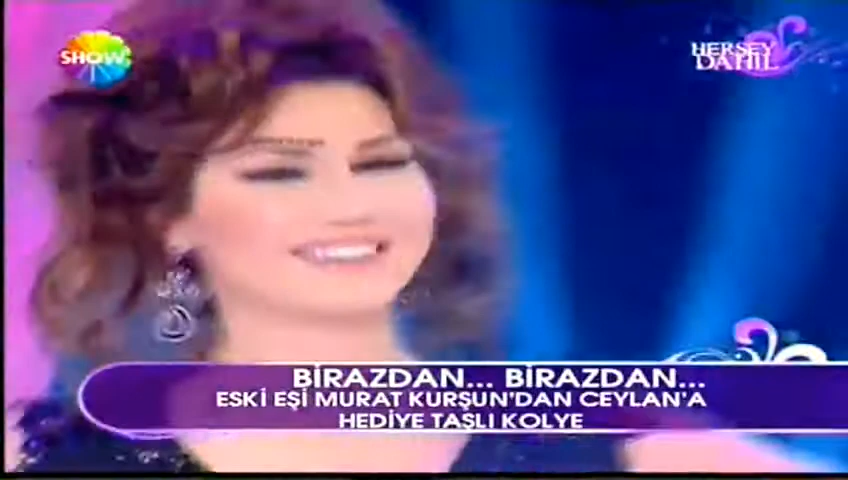 SHOW
HERŞEY
DAHİL
BİRAZDAN... BİRAZDAN...
ESKİ EŞİ MURAT KURŞUN'DAN CEYLAN'A
HEDİYE TAŞLI KOLYE